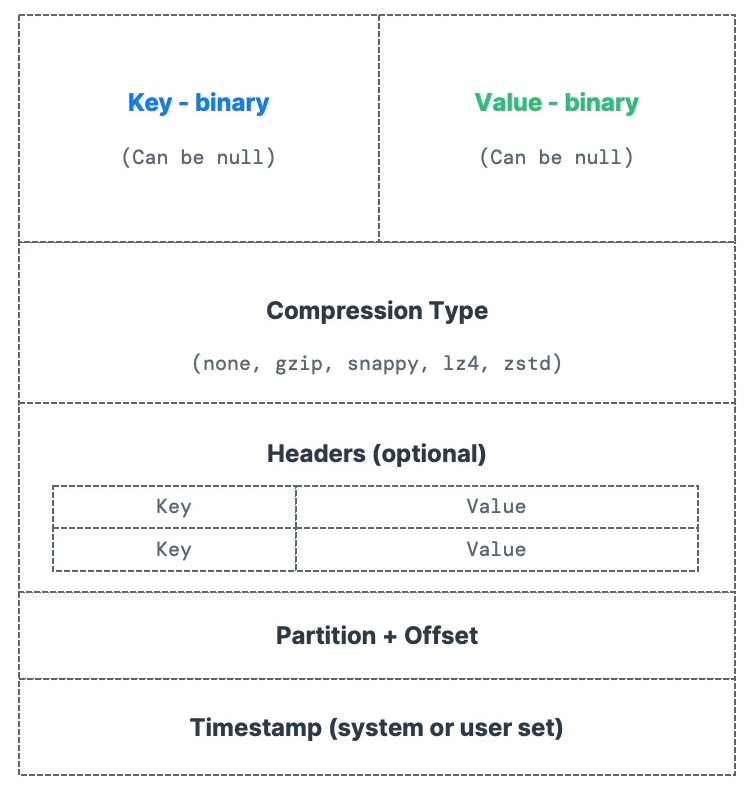 Key - binary
Value - binary
(Can be null)
(Can be null)
Compression Type
(none, gzip, snappy, lz4, zstd)
Headers (optional)
Key Value
Key Value
Partition + Offset
Timestamp (system or user set)